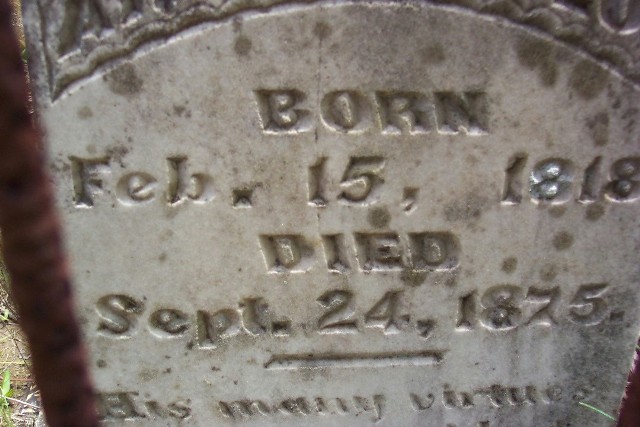 BORN
Feb. 15, 1818
DIED
Sept. 24, 1875.
His many virtues